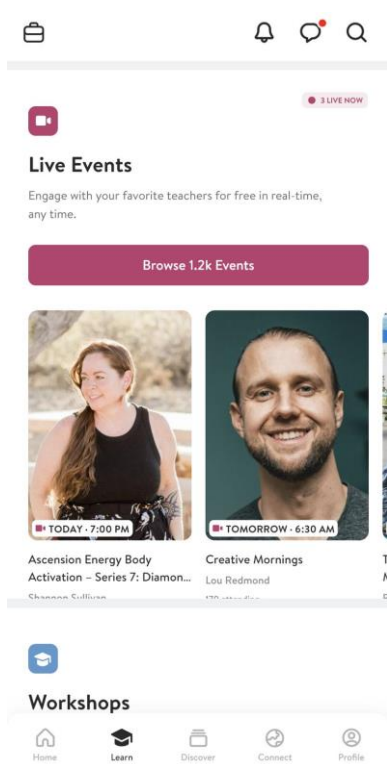 3 LIVE NOW
Live Events
Engage with your favorite teachers for free in real-time,
any time.
Browse 1.2k Events
TODAY · 7:00 PM
TOMORROW · 6:30 AM
Ascension Energy Body
Activation – Series 7: Diamon...
Shannon Sullivan
Creative Mornings
Lou Redmond
Workshops
Home
Learn
Discover
Connect
Profile